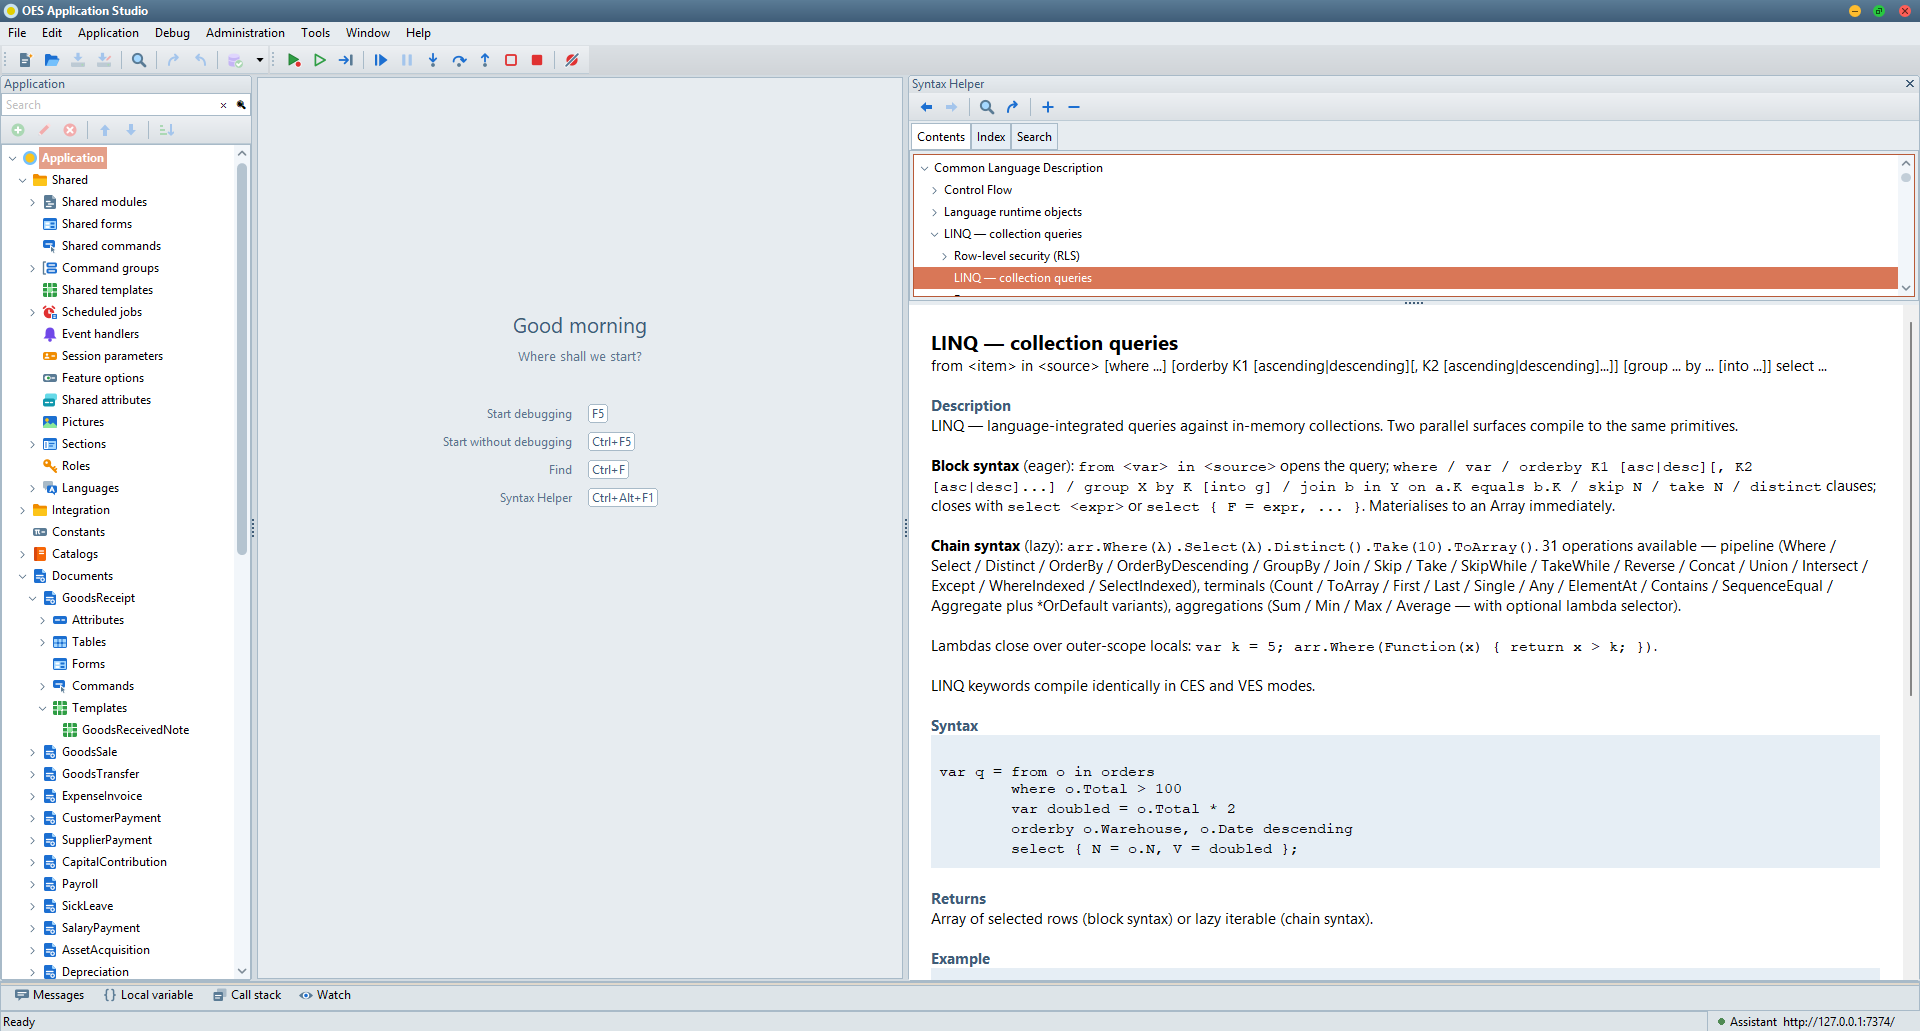 OES Application Studio
File Edit Application Debug Administration Tools Window Help
Application
Search
Application
Shared
Shared modules
Shared forms
Shared commands
Command groups
Shared templates
Scheduled jobs
Event handlers
Session parameters
Feature options
Shared attributes
Pictures
Sections
Roles
Languages
Integration
Constants
Catalogs
Documents
GoodsReceipt
Attributes
Tables
Forms
Commands
Templates
GoodsReceivedNote
GoodsSale
GoodsTransfer
ExpenseInvoice
CustomerPayment
SupplierPayment
CapitalContribution
Payroll
SickLeave
SalaryPayment
AssetAcquisition
Depreciation
Good morning
Where shall we start?
Start debugging F5
Start without debugging Ctrl+F5
Find Ctrl+F
Syntax Helper Ctrl+Alt+F1
Syntax Helper
Contents Index Search
Common Language Description
Control Flow
Language runtime objects
LINQ — collection queries
Row-level security (RLS)
LINQ — collection queries
LINQ — collection queries
from <item> in <source> [where ...] [orderby K1 [ascending|descending][, K2 [ascending|descending]...]] [group ... by ... [into ...]] select ...
Description
LINQ — language-integrated queries against in-memory collections. Two parallel surfaces compile to the same primitives.
Block syntax (eager): from <var> in <source> opens the query; where / var / orderby K1 [asc|desc][, K2
[asc|desc]...] / group X by K [into g] / join b in Y on a.K equals b.K / skip N / take N / distinct clauses;
closes with select <expr> or select { F = expr, ... }. Materialises to an Array immediately.
Chain syntax (lazy): arr.Where(λ).Select(λ).Distinct().Take(10).ToArray(). 31 operations available — pipeline (Where /
Select / Distinct / OrderBy / OrderByDescending / GroupBy / Join / Skip / Take / SkipWhile / TakeWhile / Reverse / Concat / Union / Intersect /
Except / WhereIndexed / SelectIndexed), terminals (Count / ToArray / First / Last / Single / Any / ElementAt / Contains / SequenceEqual /
Aggregate plus *OrDefault variants), aggregations (Sum / Min / Max / Average — with optional lambda selector).
Lambdas close over outer-scope locals: var k = 5; arr.Where(Function(x) { return x > k; }).
LINQ keywords compile identically in CES and VES modes.
Syntax
var q = from o in orders
where o.Total > 100
var doubled = o.Total * 2
orderby o.Warehouse, o.Date descending
select { N = o.N, V = doubled };
Returns
Array of selected rows (block syntax) or lazy iterable (chain syntax).
Example
Messages Local variable Call stack Watch
Ready
Assistant http://127.0.0.1:7374/